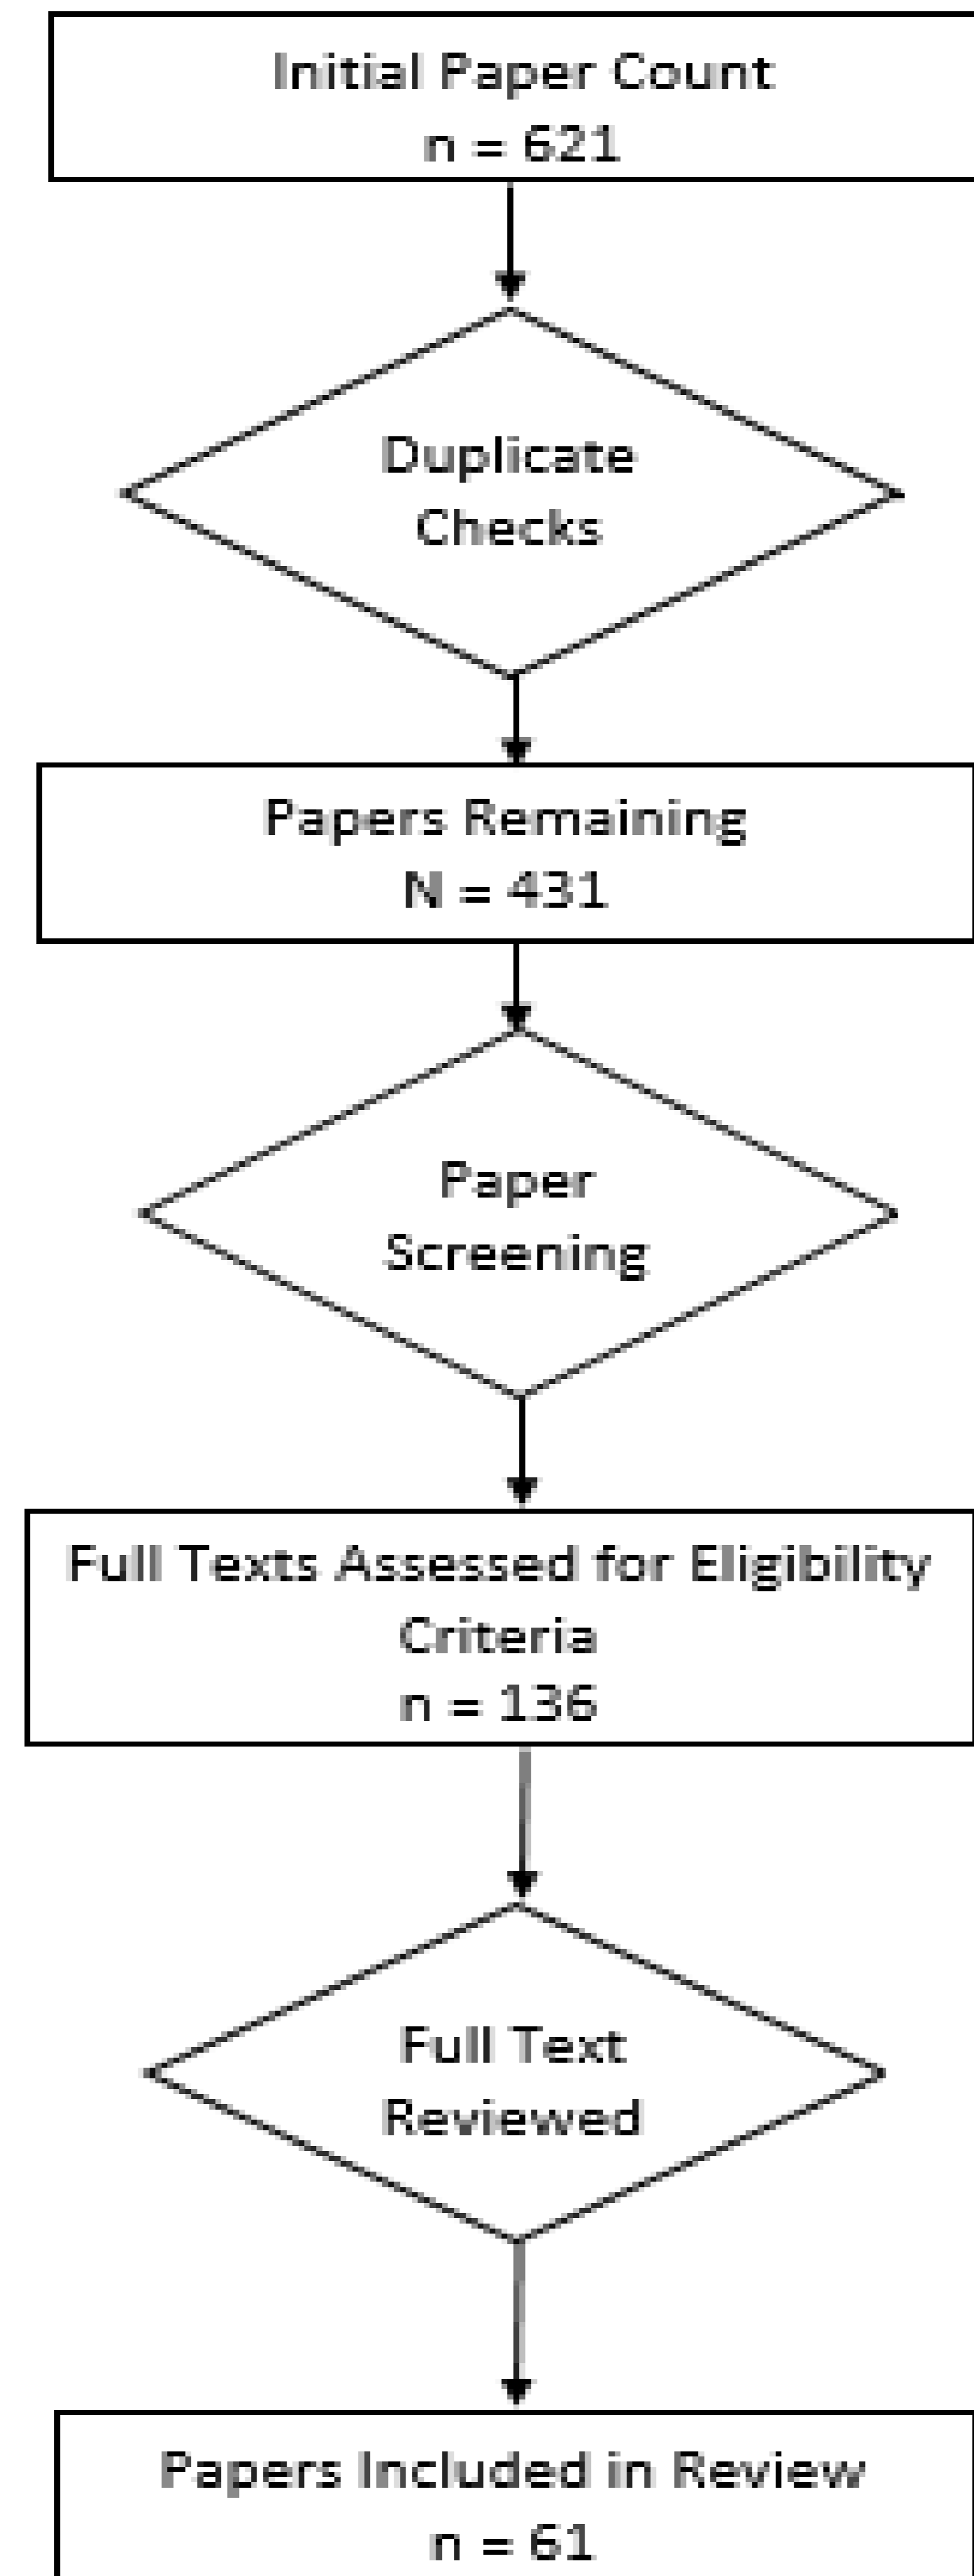 Initial Paper Count
n = 621
Duplicate
Checks
Papers Remaining
N = 431
Paper
Screening
Full Texts Assessed for Eligibility
Criteria
n = 136
Full Text
Reviewed
Papers Included in Review
n = 61